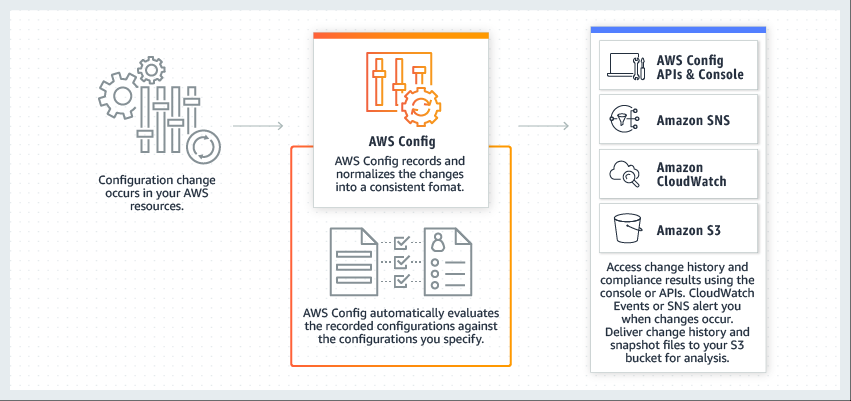 Configuration change
occurs in your AWS
resources.
AWS Config
AWS Config records and
normalizes the changes
into a consistent fomat.
AWS Config automatically evaluates
the recorded configurations against
the configurations you specify.
AWS Config
APIs & Console
Amazon SNS
Amazon
CloudWatch
Amazon S3
Access change history and
compliance results using the
console or APIs. CloudWatch
Events or SNS alert you
when changes occur.
Deliver change history and
snapshot files to your S3
bucket for analysis.